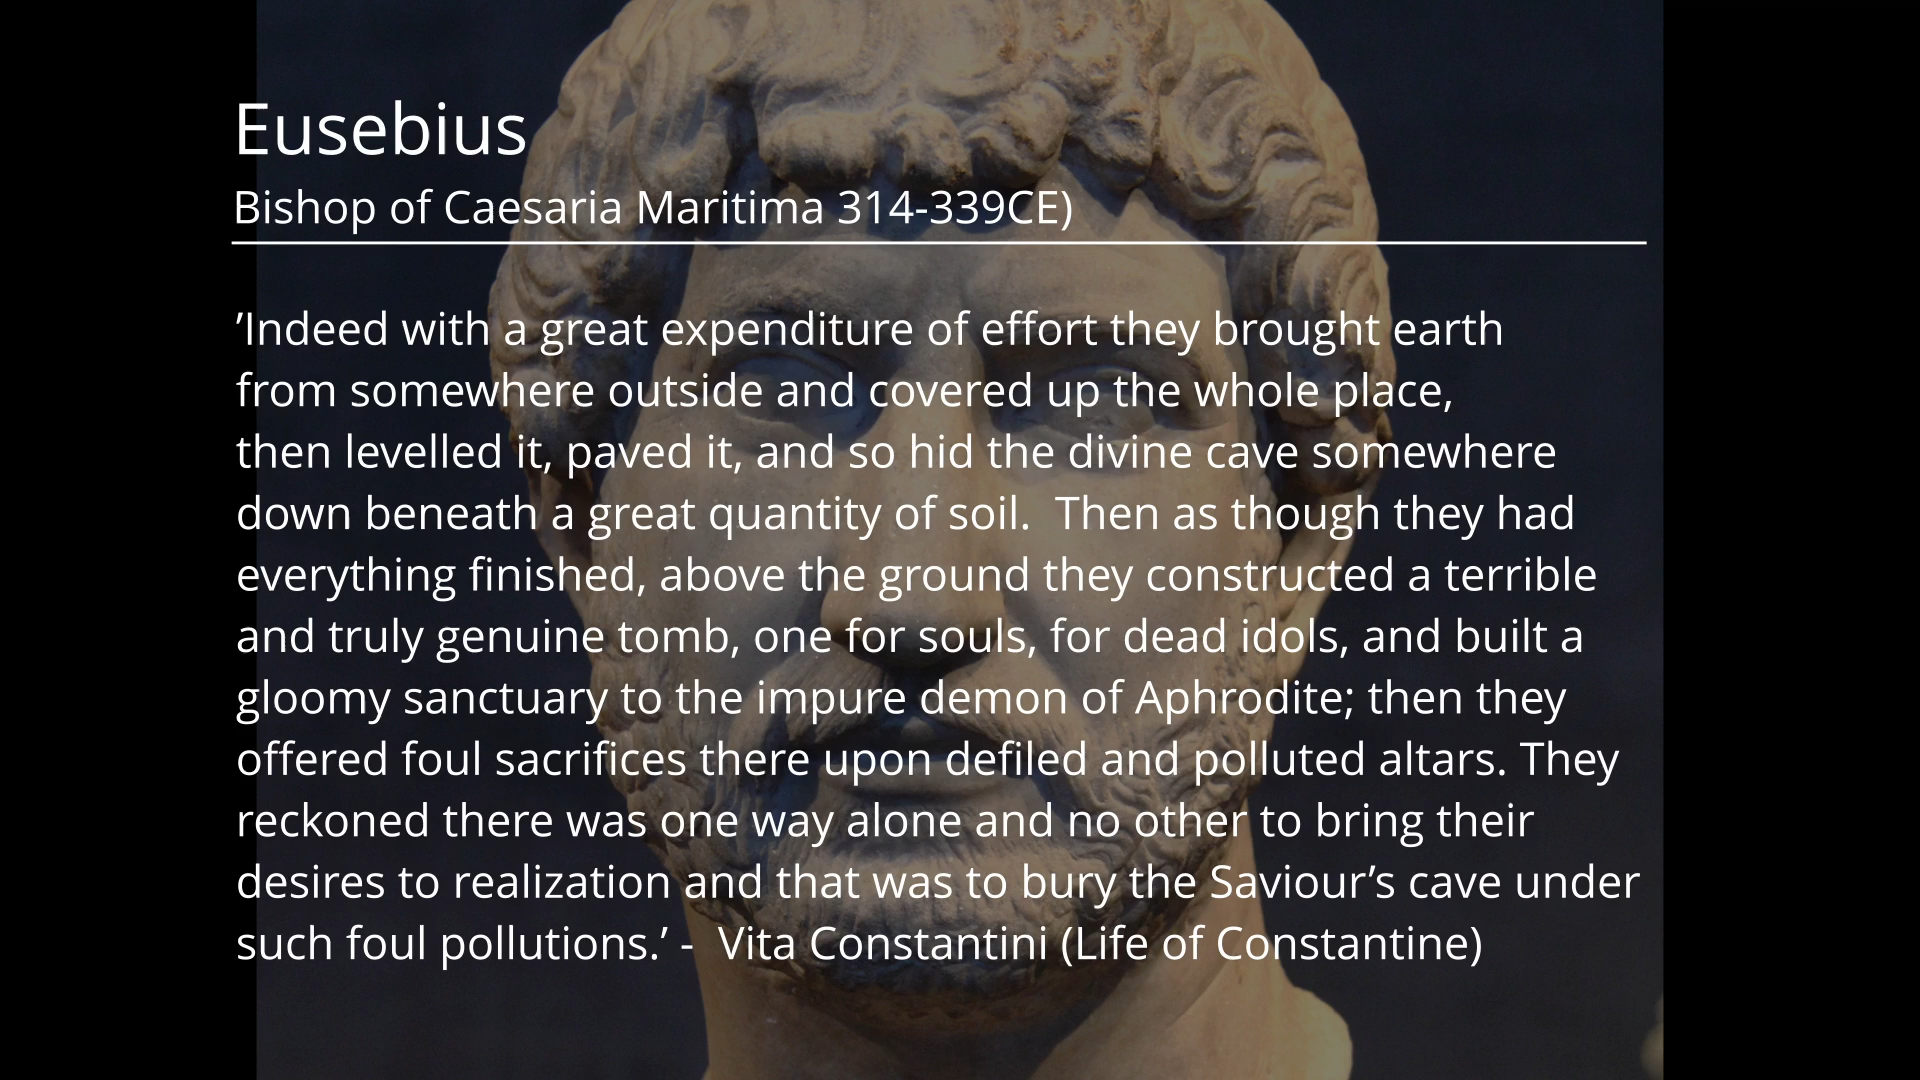 Eusebius
Bishop of Caesaria Maritima 314-339CE)
’Indeed with a great expenditure of effort they brought earth
from somewhere outside and covered up the whole place,
then levelled it, paved it, and so hid the divine cave somewhere
down beneath a great quantity of soil.  Then as though they had
everything finished, above the ground they constructed a terrible
and truly genuine tomb, one for souls, for dead idols, and built a
gloomy sanctuary to the impure demon of Aphrodite; then they
offered foul sacrifices there upon defiled and polluted altars. They
reckoned there was one way alone and no other to bring their
desires to realization and that was to bury the Saviour’s cave under
such foul pollutions.’ -  Vita Constantini (Life of Constantine)